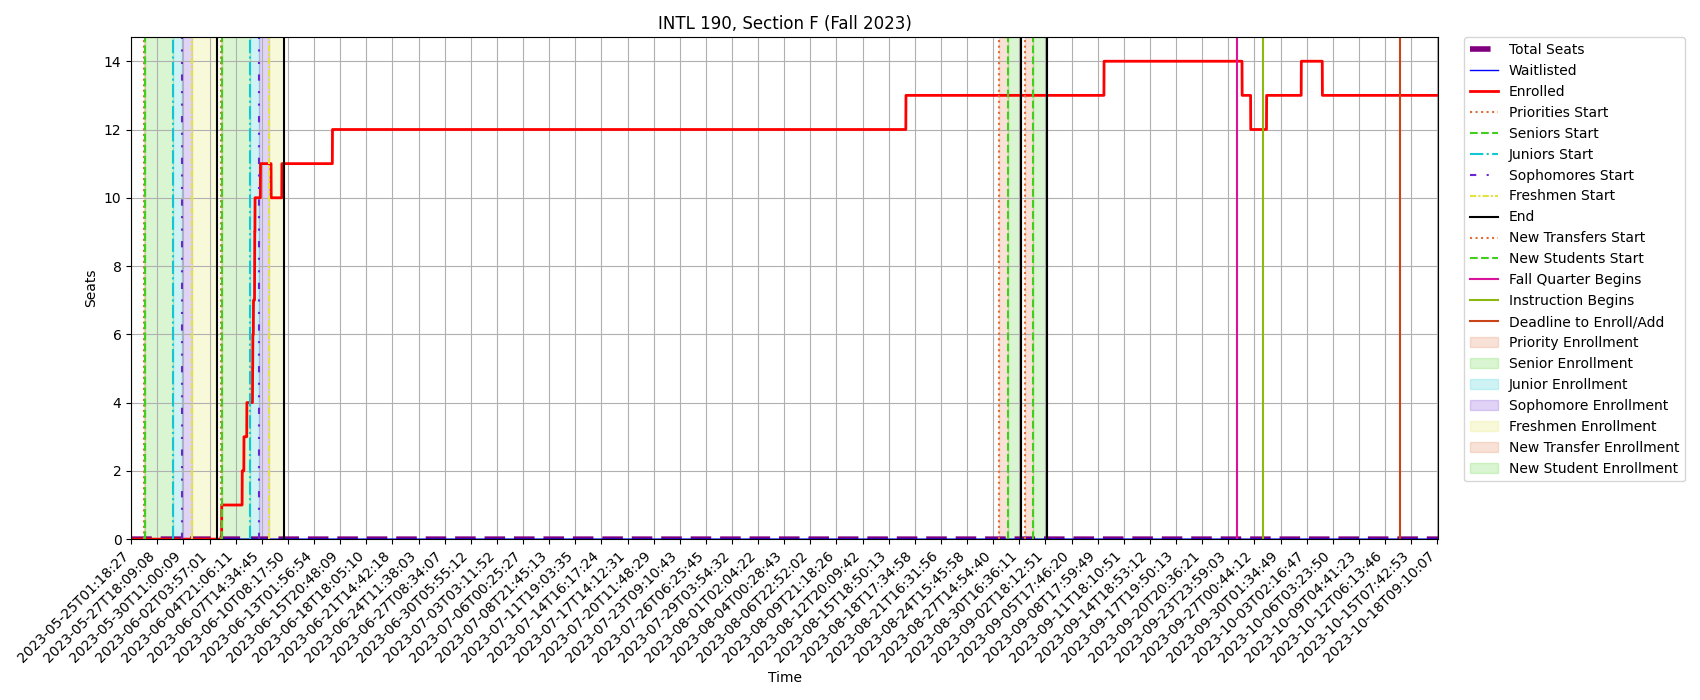 INTL 190, Section F (Fall 2023)
14
12
10
8
6
4
2
0
Seats
2023-05-25T01:18:27
2023-05-27T18:09:08
2023-05-30T11:00:09
2023-06-02T03:57:01
2023-06-04T21:06:11
2023-06-07T14:34:45
2023-06-10T08:17:50
2023-06-13T01:56:54
2023-06-15T20:48:09
2023-06-18T18:05:10
2023-06-21T14:42:18
2023-06-24T11:38:03
2023-06-27T08:34:07
2023-06-30T05:55:12
2023-07-03T03:11:52
2023-07-06T00:25:27
2023-07-08T21:45:13
2023-07-11T19:03:35
2023-07-14T16:17:24
2023-07-17T14:12:31
2023-07-20T11:48:29
2023-07-23T09:10:43
2023-07-26T06:25:45
2023-07-29T03:54:32
2023-08-01T02:04:22
2023-08-04T00:28:43
2023-08-06T22:52:02
2023-08-09T21:18:26
2023-08-12T20:09:42
2023-08-15T18:50:13
2023-08-18T17:34:58
2023-08-21T16:31:56
2023-08-24T15:45:58
2023-08-27T14:54:40
2023-08-30T16:36:11
2023-09-02T18:12:51
2023-09-05T17:46:20
2023-09-08T17:59:49
2023-09-11T18:10:51
2023-09-14T18:53:12
2023-09-17T19:50:13
2023-09-20T20:36:21
2023-09-23T23:59:03
2023-09-27T00:44:12
2023-09-30T01:34:49
2023-10-03T02:16:47
2023-10-06T03:23:50
2023-10-09T04:41:23
2023-10-12T06:13:46
2023-10-15T07:42:53
2023-10-18T09:10:07
Time
Total Seats
Waitlisted
Enrolled
Priorities Start
Seniors Start
Juniors Start
Sophomores Start
Freshmen Start
End
New Transfers Start
New Students Start
Fall Quarter Begins
Instruction Begins
Deadline to Enroll/Add
Priority Enrollment
Senior Enrollment
Junior Enrollment
Sophomore Enrollment
Freshmen Enrollment
New Transfer Enrollment
New Student Enrollment